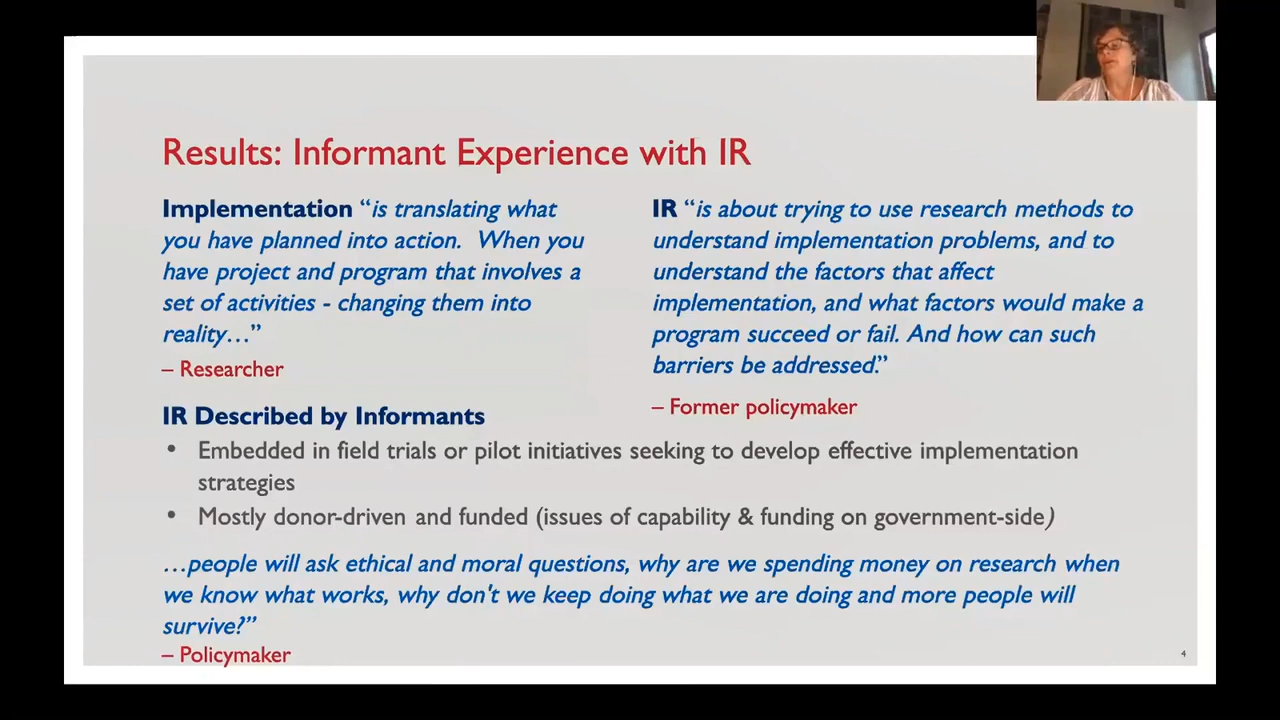 Results: Informant Experience with IR
Implementation “is translating what
you have planned into action.  When you
have project and program that involves a
set of activities - changing them into
reality…”
– Researcher
IR “is about trying to use research methods to
understand implementation problems, and to
understand the factors that affect
implementation, and what factors would make a
program succeed or fail. And how can such
barriers be addressed.”
– Former policymaker
IR Described by Informants
• Embedded in field trials or pilot initiatives seeking to develop effective implementation
strategies
• Mostly donor-driven and funded (issues of capability & funding on government-side)
…people will ask ethical and moral questions, why are we spending money on research when
we know what works, why don't we keep doing what we are doing and more people will
survive?”
– Policymaker
4